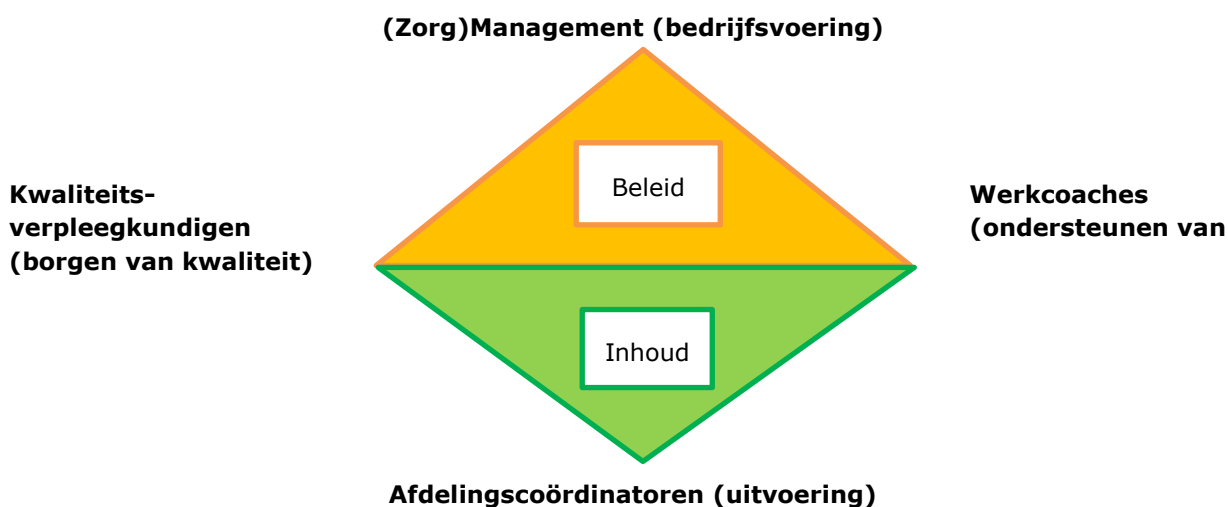 (Zorg)Management (bedrijfsvoering)
Beleid
Kwaliteits-
verpleegkundigen
(borgen van kwaliteit)
Werkcoaches
(ondersteunen van
Inhoud
Afdelingscoördinatoren (uitvoering)